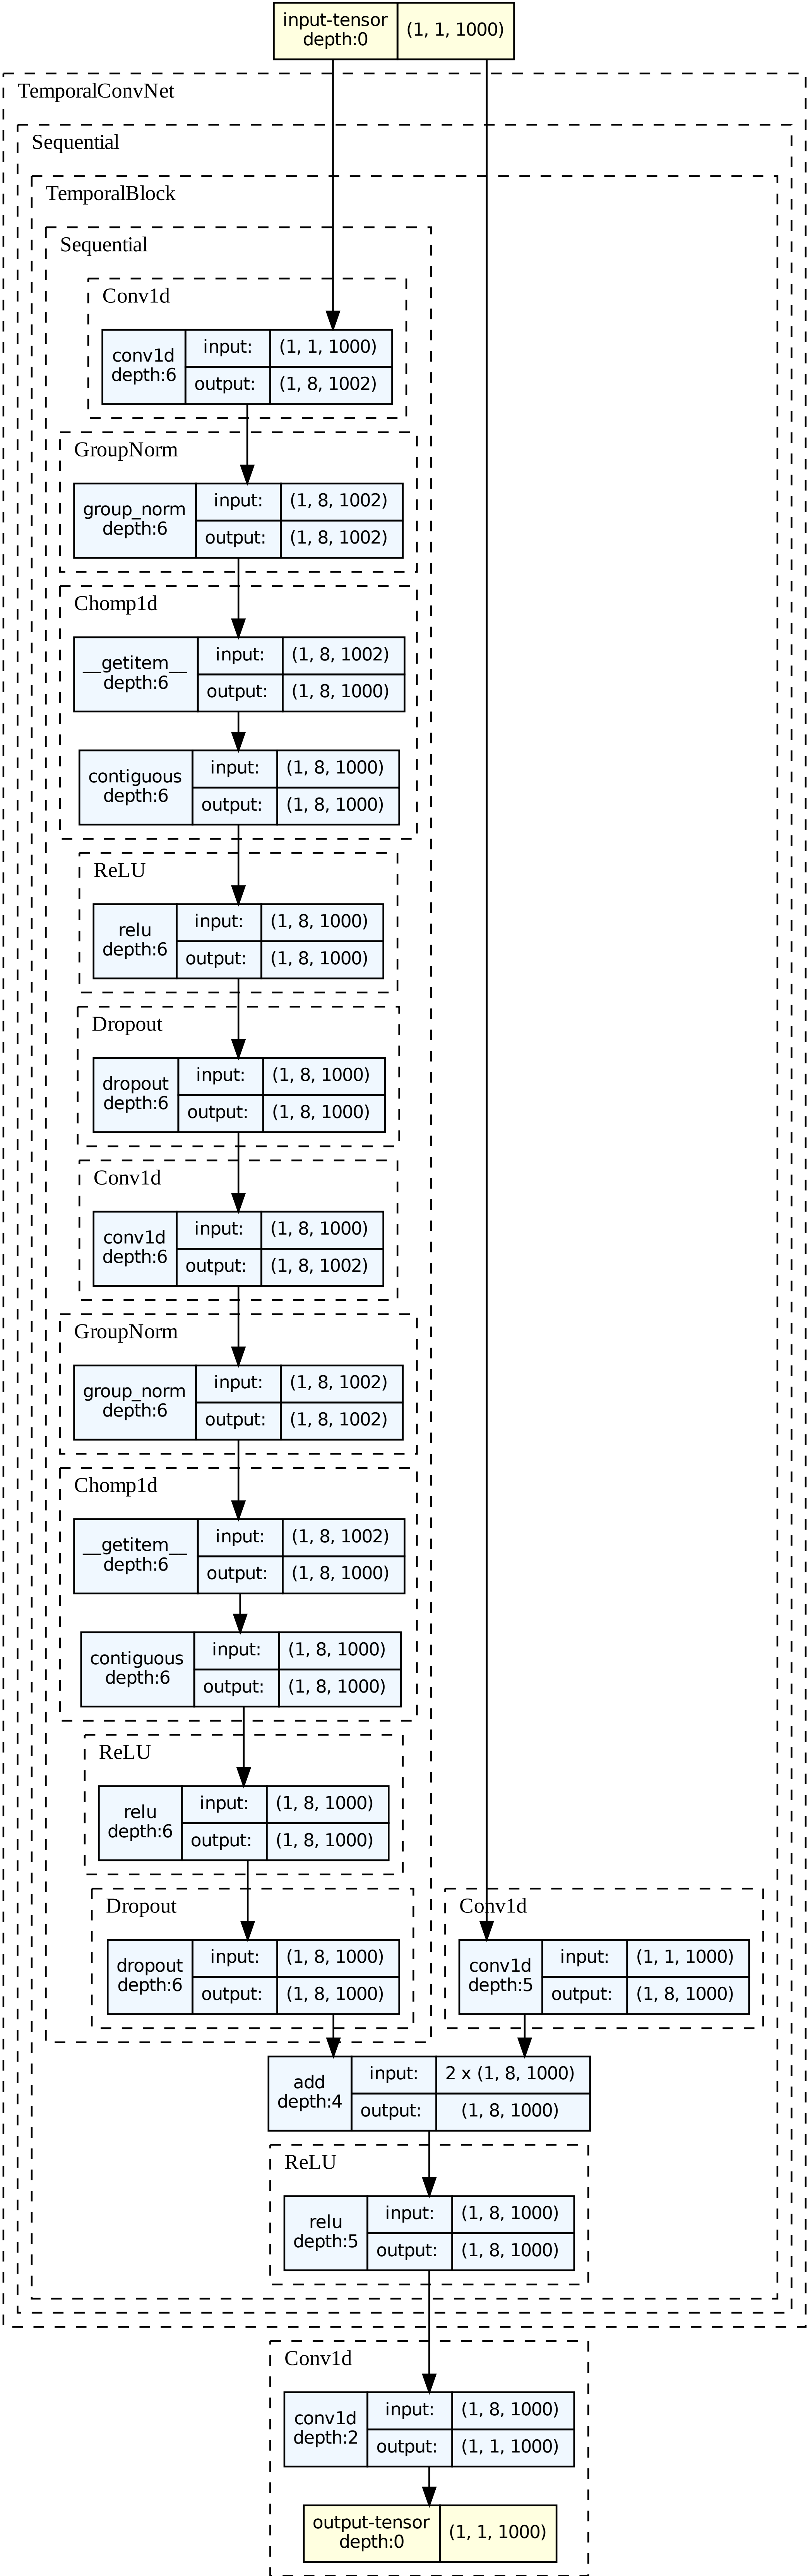 input-tensor
depth:0
(1, 1, 1000)
TemporalConvNet
Sequential
TemporalBlock
Sequential
Conv1d
conv1d
depth:6
input:
(1, 1, 1000)
output:
(1, 8, 1002)
GroupNorm
group_norm
depth:6
input:
(1, 8, 1002)
output:
(1, 8, 1002)
Chomp1d
__getitem__
depth:6
input:
(1, 8, 1002)
output:
(1, 8, 1000)
contiguous
depth:6
input:
(1, 8, 1000)
output:
(1, 8, 1000)
ReLU
relu
depth:6
input:
(1, 8, 1000)
output:
(1, 8, 1000)
Dropout
dropout
depth:6
input:
(1, 8, 1000)
output:
(1, 8, 1000)
Conv1d
conv1d
depth:6
input:
(1, 8, 1000)
output:
(1, 8, 1002)
GroupNorm
group_norm
depth:6
input:
(1, 8, 1002)
output:
(1, 8, 1002)
Chomp1d
__getitem__
depth:6
input:
(1, 8, 1002)
output:
(1, 8, 1000)
contiguous
depth:6
input:
(1, 8, 1000)
output:
(1, 8, 1000)
ReLU
relu
depth:6
input:
(1, 8, 1000)
output:
(1, 8, 1000)
Dropout
dropout
depth:6
input:
(1, 8, 1000)
output:
(1, 8, 1000)
Conv1d
conv1d
depth:5
input:
(1, 1, 1000)
output:
(1, 8, 1000)
add
depth:4
input:
2 x (1, 8, 1000)
output:
(1, 8, 1000)
ReLU
relu
depth:5
input:
(1, 8, 1000)
output:
(1, 8, 1000)
Conv1d
conv1d
depth:2
input:
(1, 8, 1000)
output:
(1, 1, 1000)
output-tensor
depth:0
(1, 1, 1000)